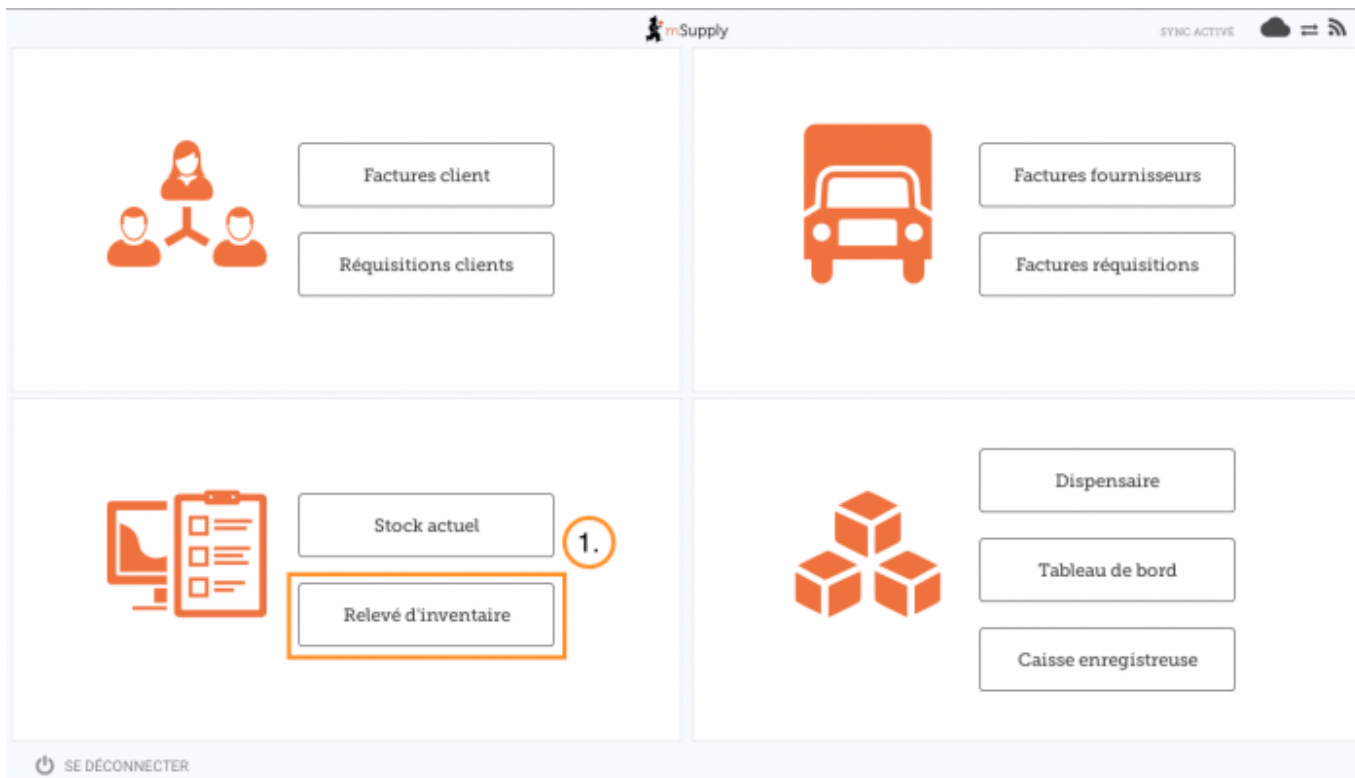 mSupply
SYNC ACTIVÉ
Factures client
Réquisitions clients
Factures fournisseurs
Factures réquisitions
Stock actuel
1.
Relevé d'inventaire
Dispensaire
Tableau de bord
Caisse enregistreuse
SE DÉCONNECTER